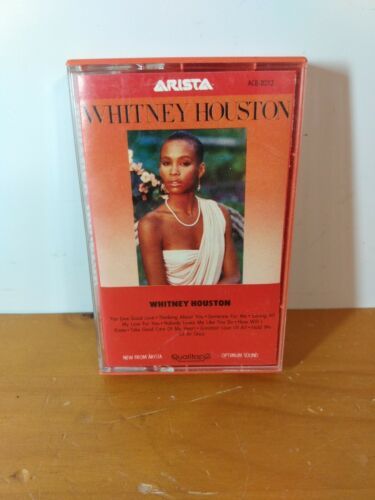 ARISTA
WHITNEY HOUSTON
WHITNEY HOUSTON
You Give Good Love • Thinking About You • Someone For Me • Saving All
My Love For You • Nobody Loves Me Like You Do • How Will I
Know • Take Good Care Of My Heart • Greatest Love Of All • Hold Me
All At Once
NEW FROM ARISTA
OPTIMUM SOUND